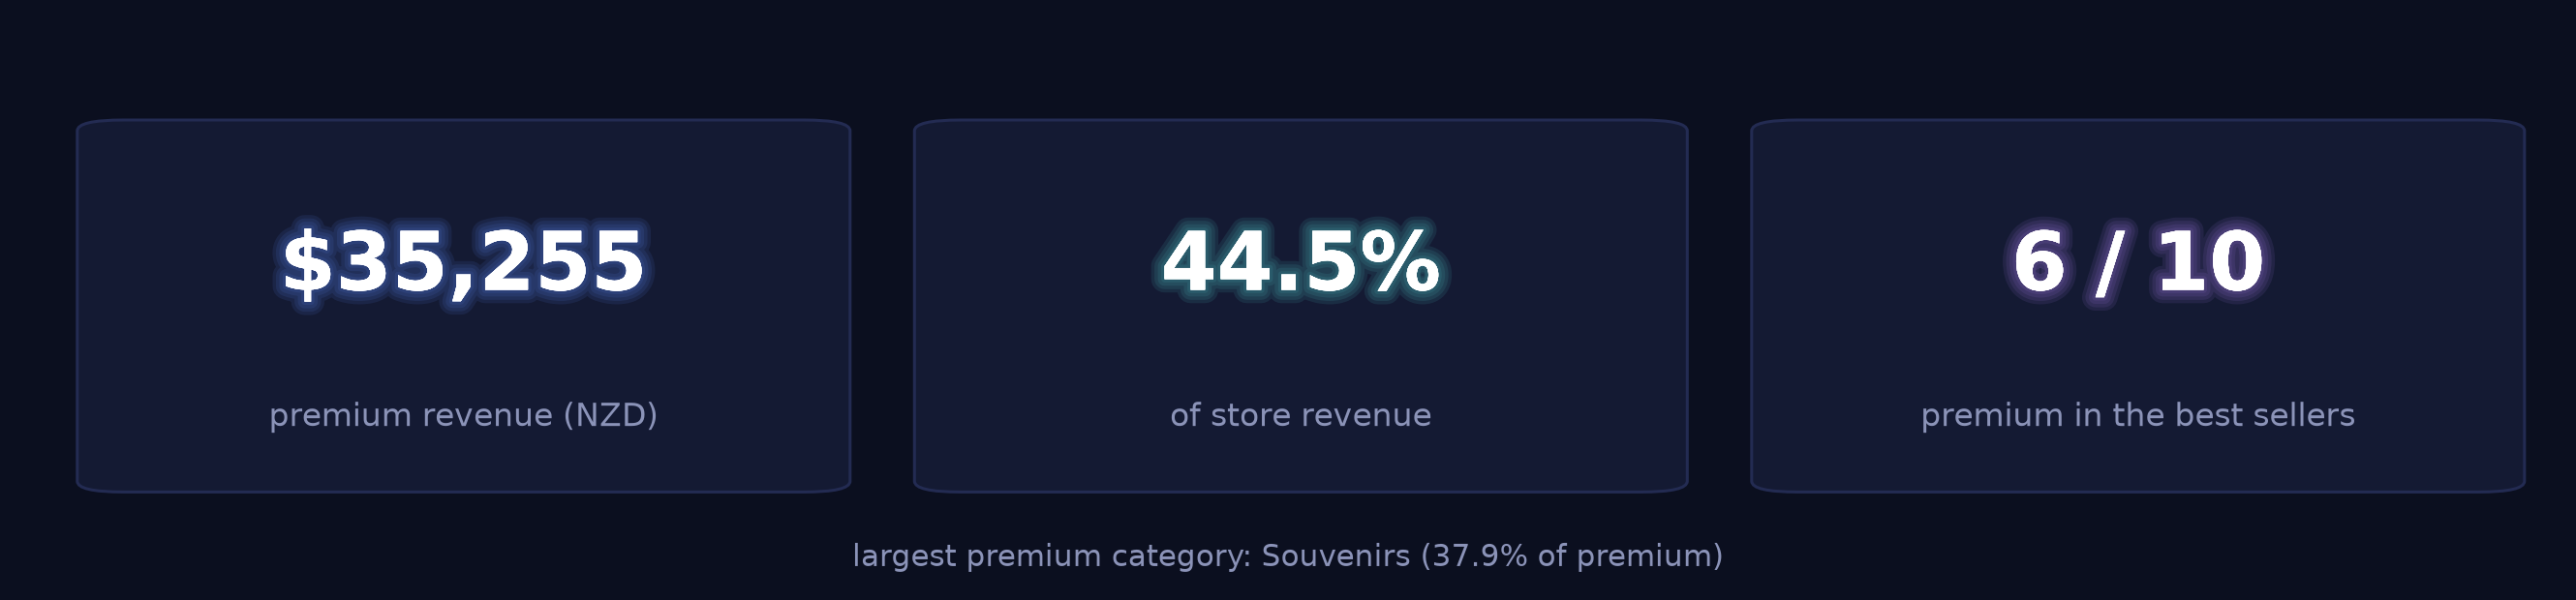 $35,255
premium revenue (NZD)
44.5%
of store revenue
6 / 10
premium in the best sellers
largest premium category: Souvenirs (37.9% of premium)